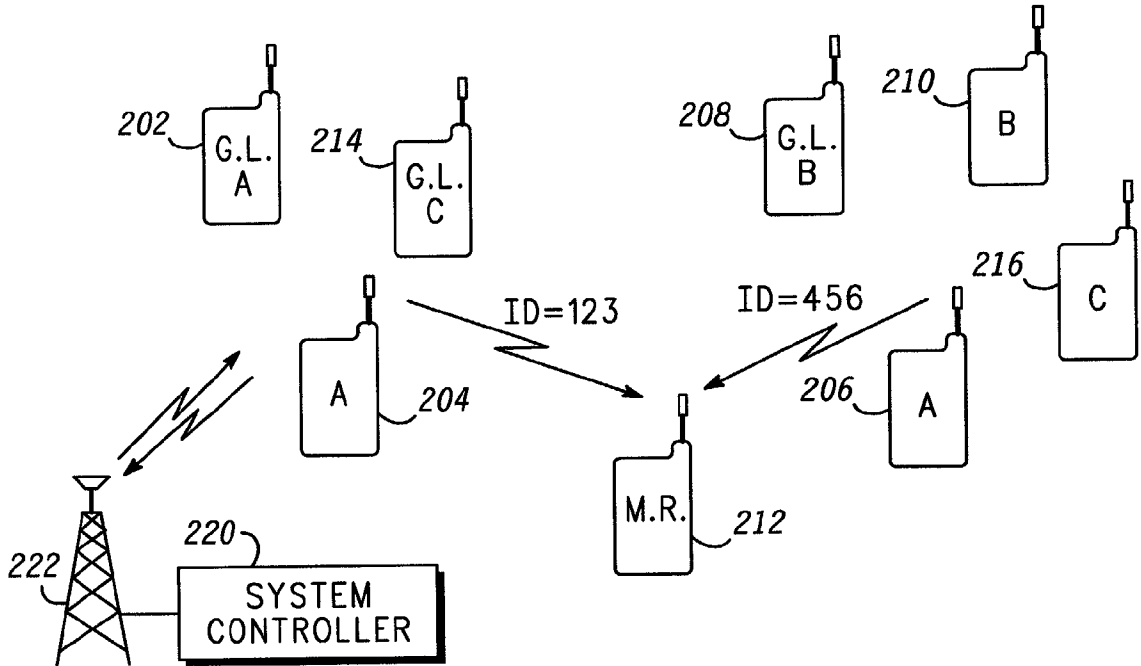 202
G.L.
A
214
G.L.
C
208
G.L.
B
210
B
216
C
ID=123
ID=456
A
204
206
A
M.R.
212
222
220
SYSTEM
CONTROLLER